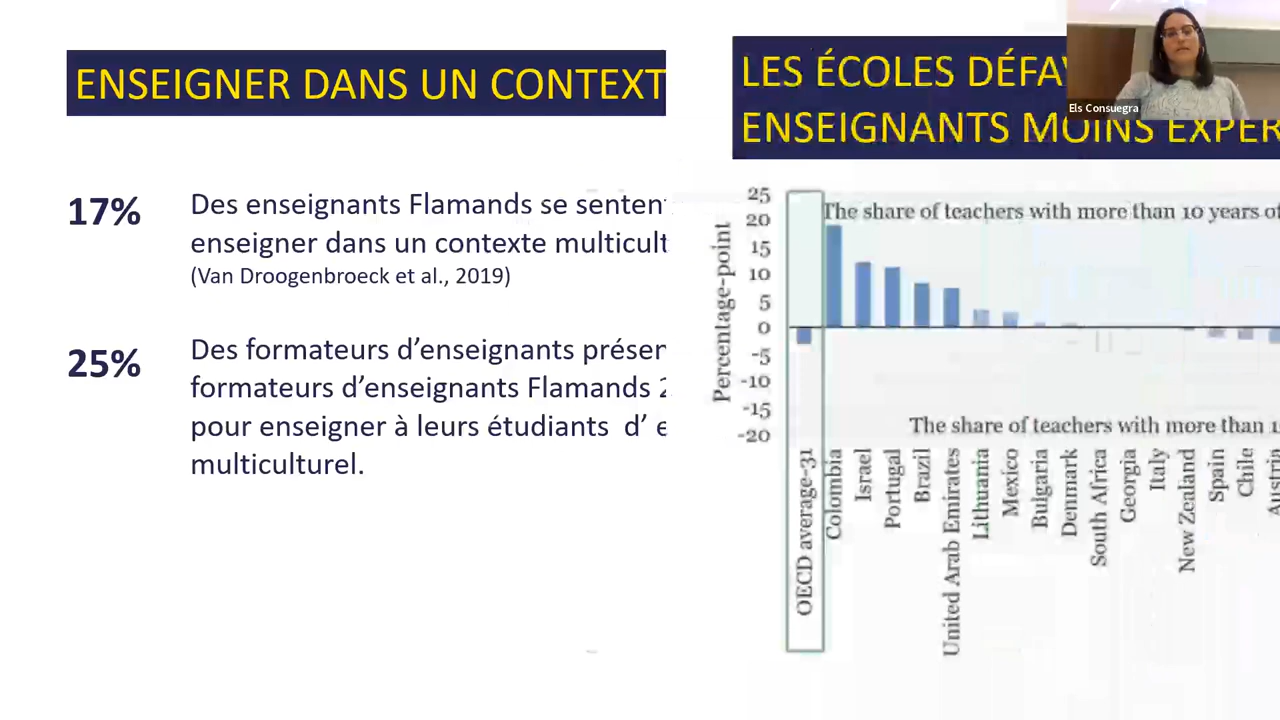 ENSEIGNER DANS UN CONTEXT
17%
Des enseignants Flamands se senten
enseigner dans un contexte multicult
(Van Droogenbroeck et al., 2019)
25%
Des formateurs d’enseignants présen
formateurs d’enseignants Flamands 2
pour enseigner à leurs étudiants d’ e
multiculturel.
LES ÉCOLES DÉFA
ENSEIGNANTS MOINS EXPÉR
Els Consuegra
The share of teachers with more than 10 years of
Percentage-point
25
20
15
10
5
0
-5
-10
-15
-20
The share of teachers with more than
OECD average-31
Colombia
Israel
Portugal
Brazil
United Arab Emirates
Lithuania
Mexico
Bulgaria
Denmark
South Africa
Georgia
Italy
New Zealand
Spain
Chile
Austria